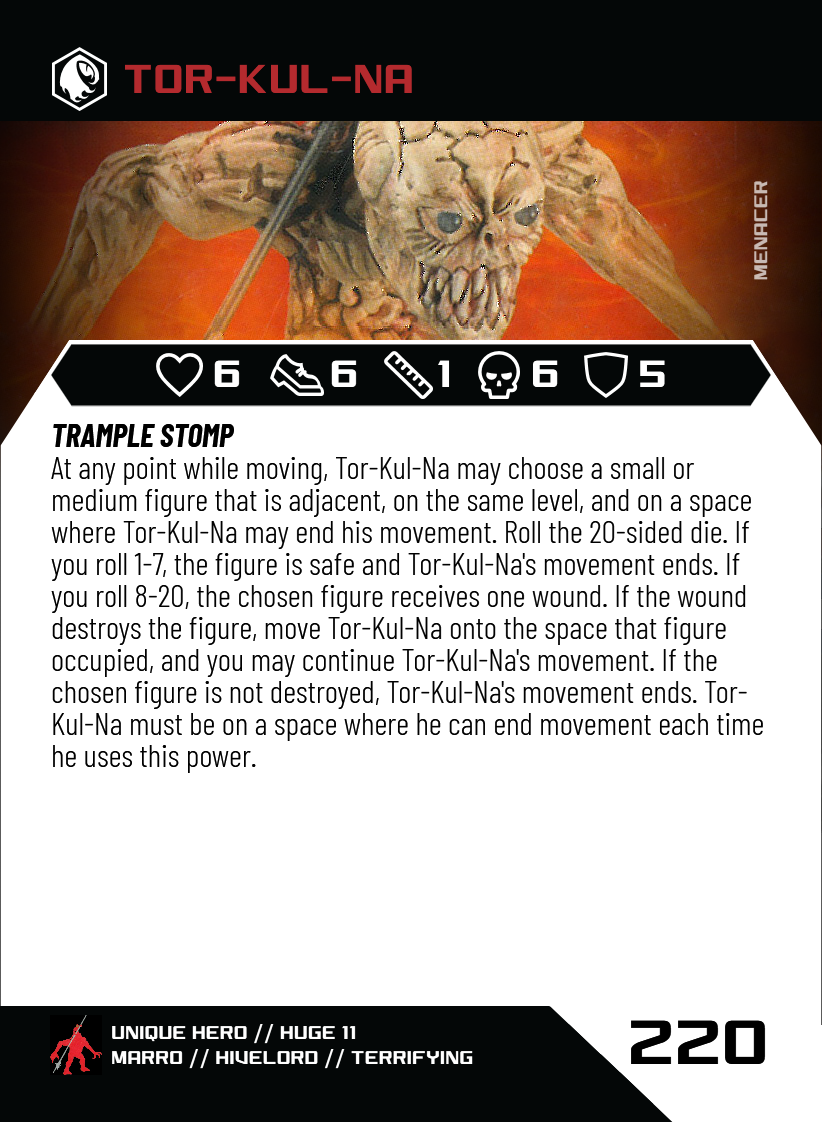 TOR-KUL-NA
MENACER
6 6 1 6 5
TRAMPLE STOMP
At any point while moving, Tor-Kul-Na may choose a small or
medium figure that is adjacent, on the same level, and on a space
where Tor-Kul-Na may end his movement. Roll the 20-sided die. If
you roll 1-7, the figure is safe and Tor-Kul-Na's movement ends. If
you roll 8-20, the chosen figure receives one wound. If the wound
destroys the figure, move Tor-Kul-Na onto the space that figure
occupied, and you may continue Tor-Kul-Na's movement. If the
chosen figure is not destroyed, Tor-Kul-Na's movement ends. Tor-
Kul-Na must be on a space where he can end movement each time
he uses this power.
UNIQUE HERO // HUGE 11
MARRO // HIVELORD // TERRIFYING
220